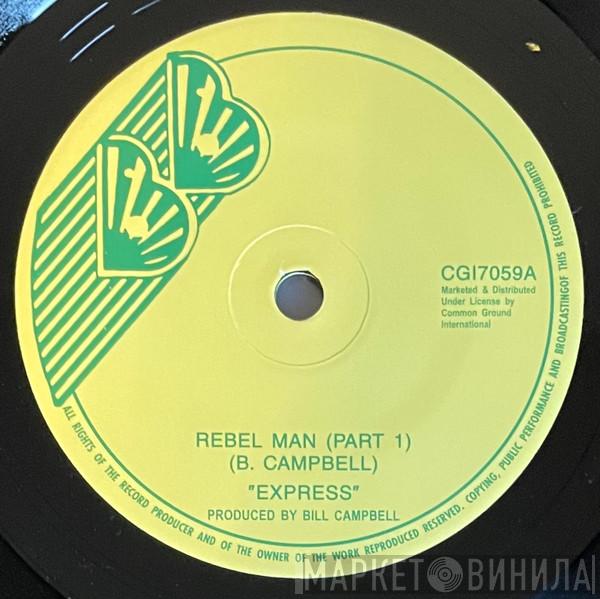 CGI7059A
Marketed & Distributed
Under License by
Common Ground
International
REBEL MAN (PART 1)
(B. CAMPBELL)
"EXPRESS"
PRODUCED BY BILL CAMPBELL
ALL RIGHTS OF THE RECORD PRODUCER AND OF THE OWNER OF THE WORK REPRODUCED RESERVED. COPYING, PUBLIC PERFORMANCE AND BROADCASTINGOF THIS RECORD PROHIBITED
МАРКЕТ ВИНИЛА